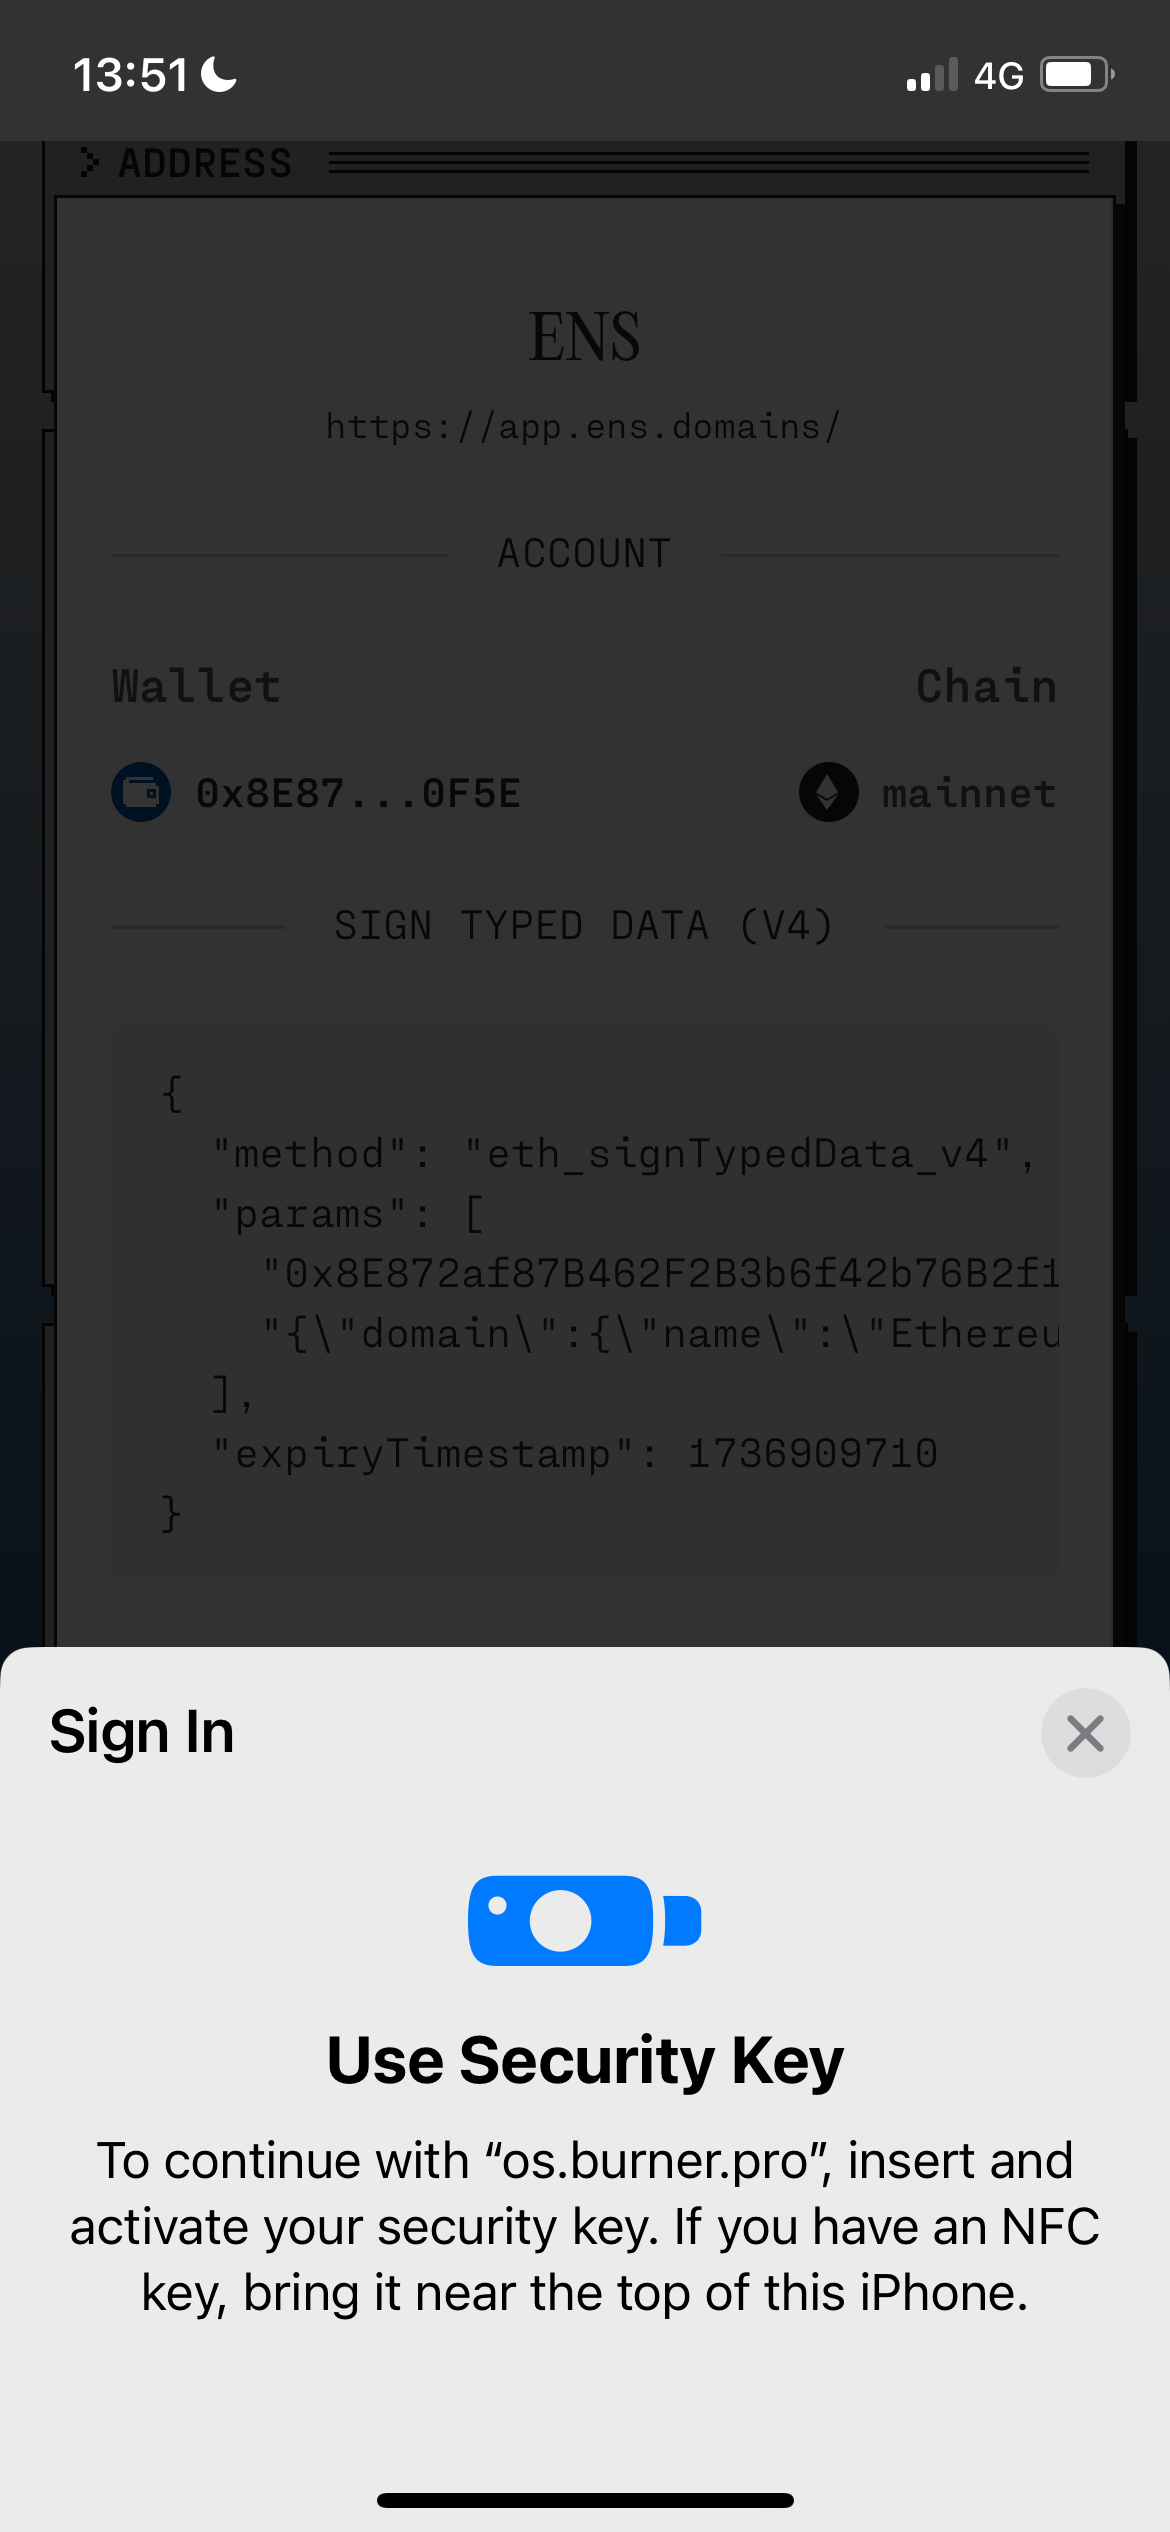 13:51
4G
ADDRESS
ENS
https://app.ens.domains/
ACCOUNT
Wallet
Chain
0x8E87...0F5E
mainnet
SIGN TYPED DATA (V4)
{
"method": "eth_signTypedData_v4",
"params": [
"0x8E872af87B462F2B3b6f42b76B2f1
"{\"domain\":{\"name\":\"Ethereu
],
"expiryTimestamp": 1736909710
}
Sign In
Use Security Key
To continue with “os.burner.pro”, insert and
activate your security key. If you have an NFC
key, bring it near the top of this iPhone.